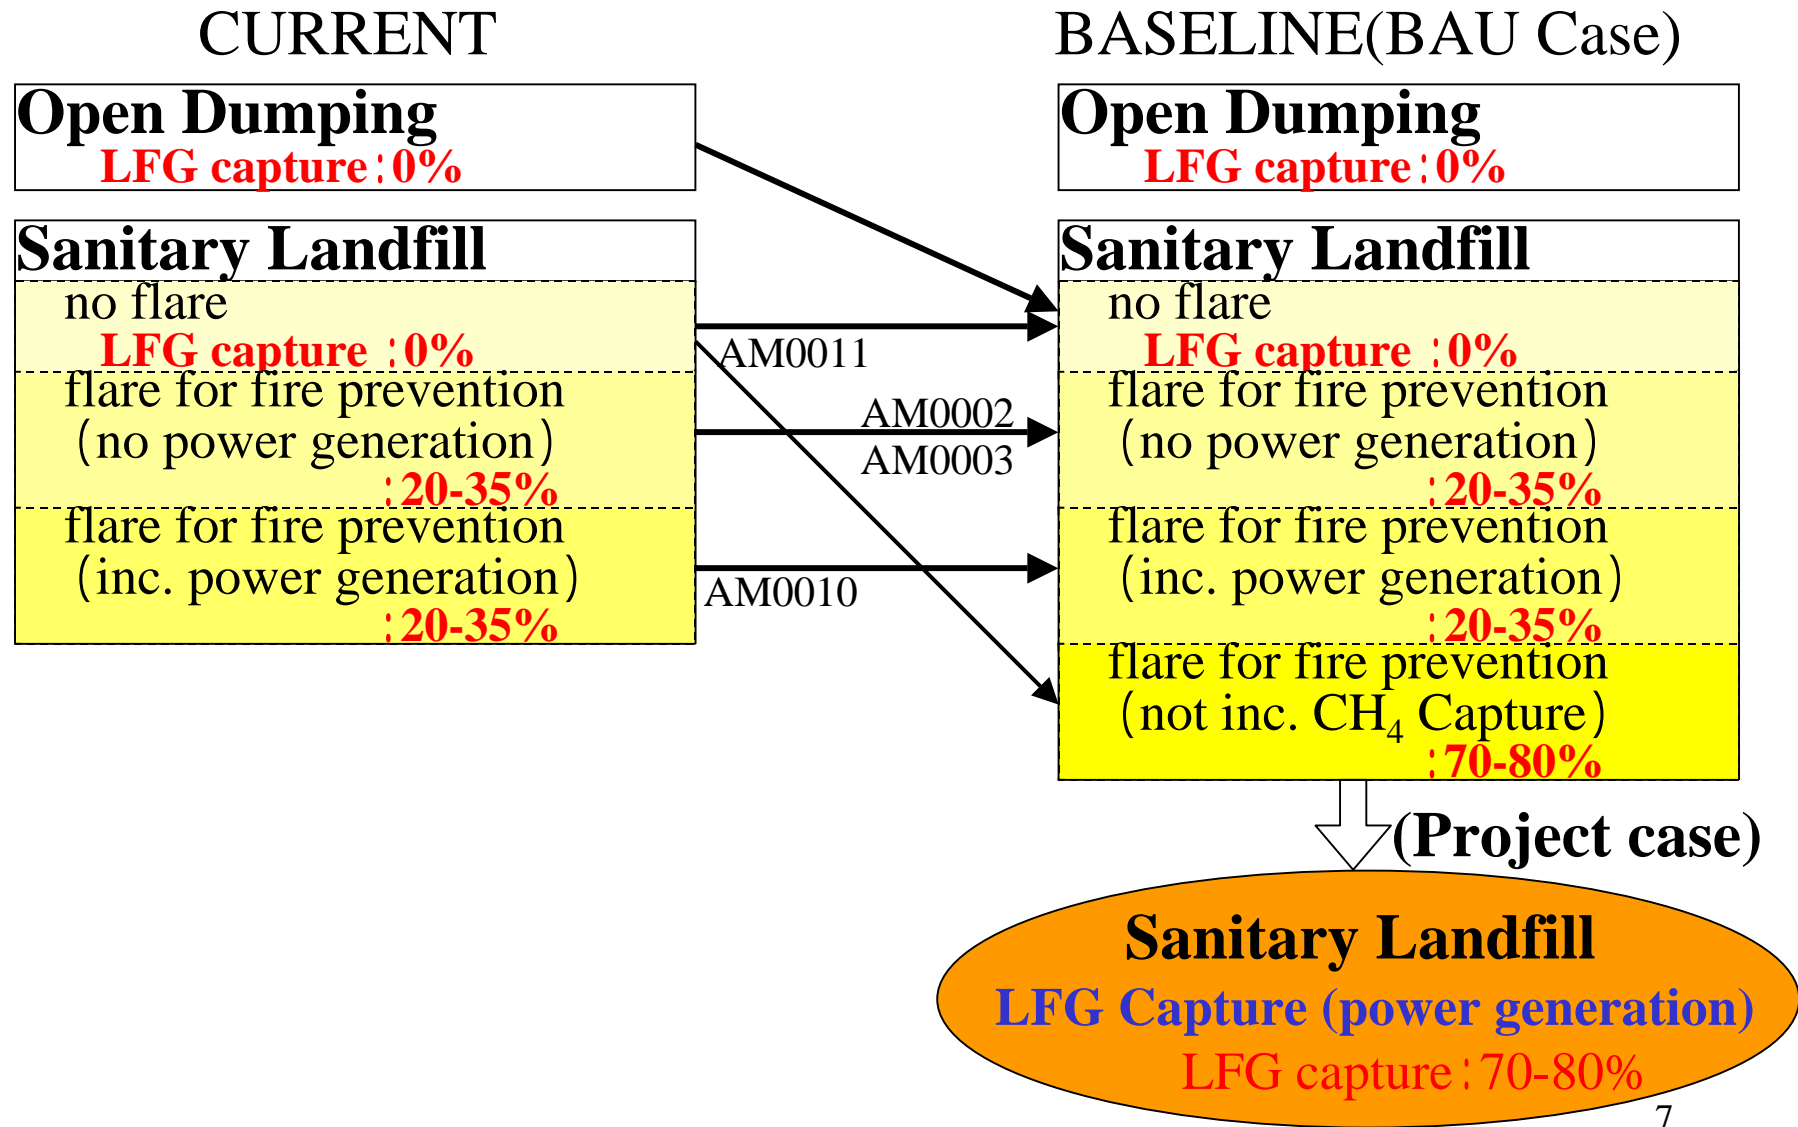 CURRENT
Open Dumping
LFG capture:0%
Sanitary Landfill
no flare
LFG capture :0%
flare for fire prevention
(no power generation)
:20-35%
flare for fire prevention
(inc. power generation)
:20-35%
AM0011
AM0002
AM0003
AM0010
BASELINE(BAU Case)
Open Dumping
LFG capture:0%
Sanitary Landfill
no flare
LFG capture :0%
flare for fire prevention
(no power generation)
:20-35%
flare for fire prevention
(inc. power generation)
:20-35%
flare for fire prevention
(not inc. CH₄ Capture)
:70-80%
(Project case)
Sanitary Landfill
LFG Capture (power generation)
LFG capture:70-80%
7